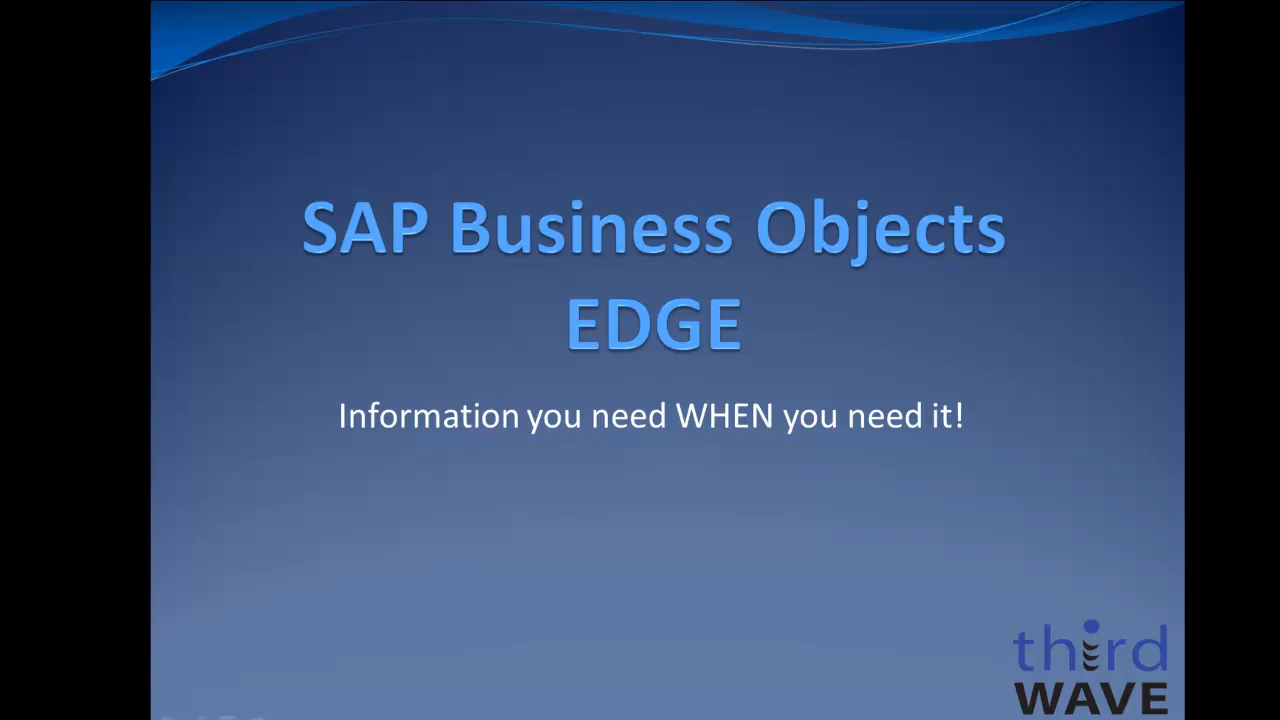 SAP Business Objects
EDGE
Information you need WHEN you need it!
third
WAVE